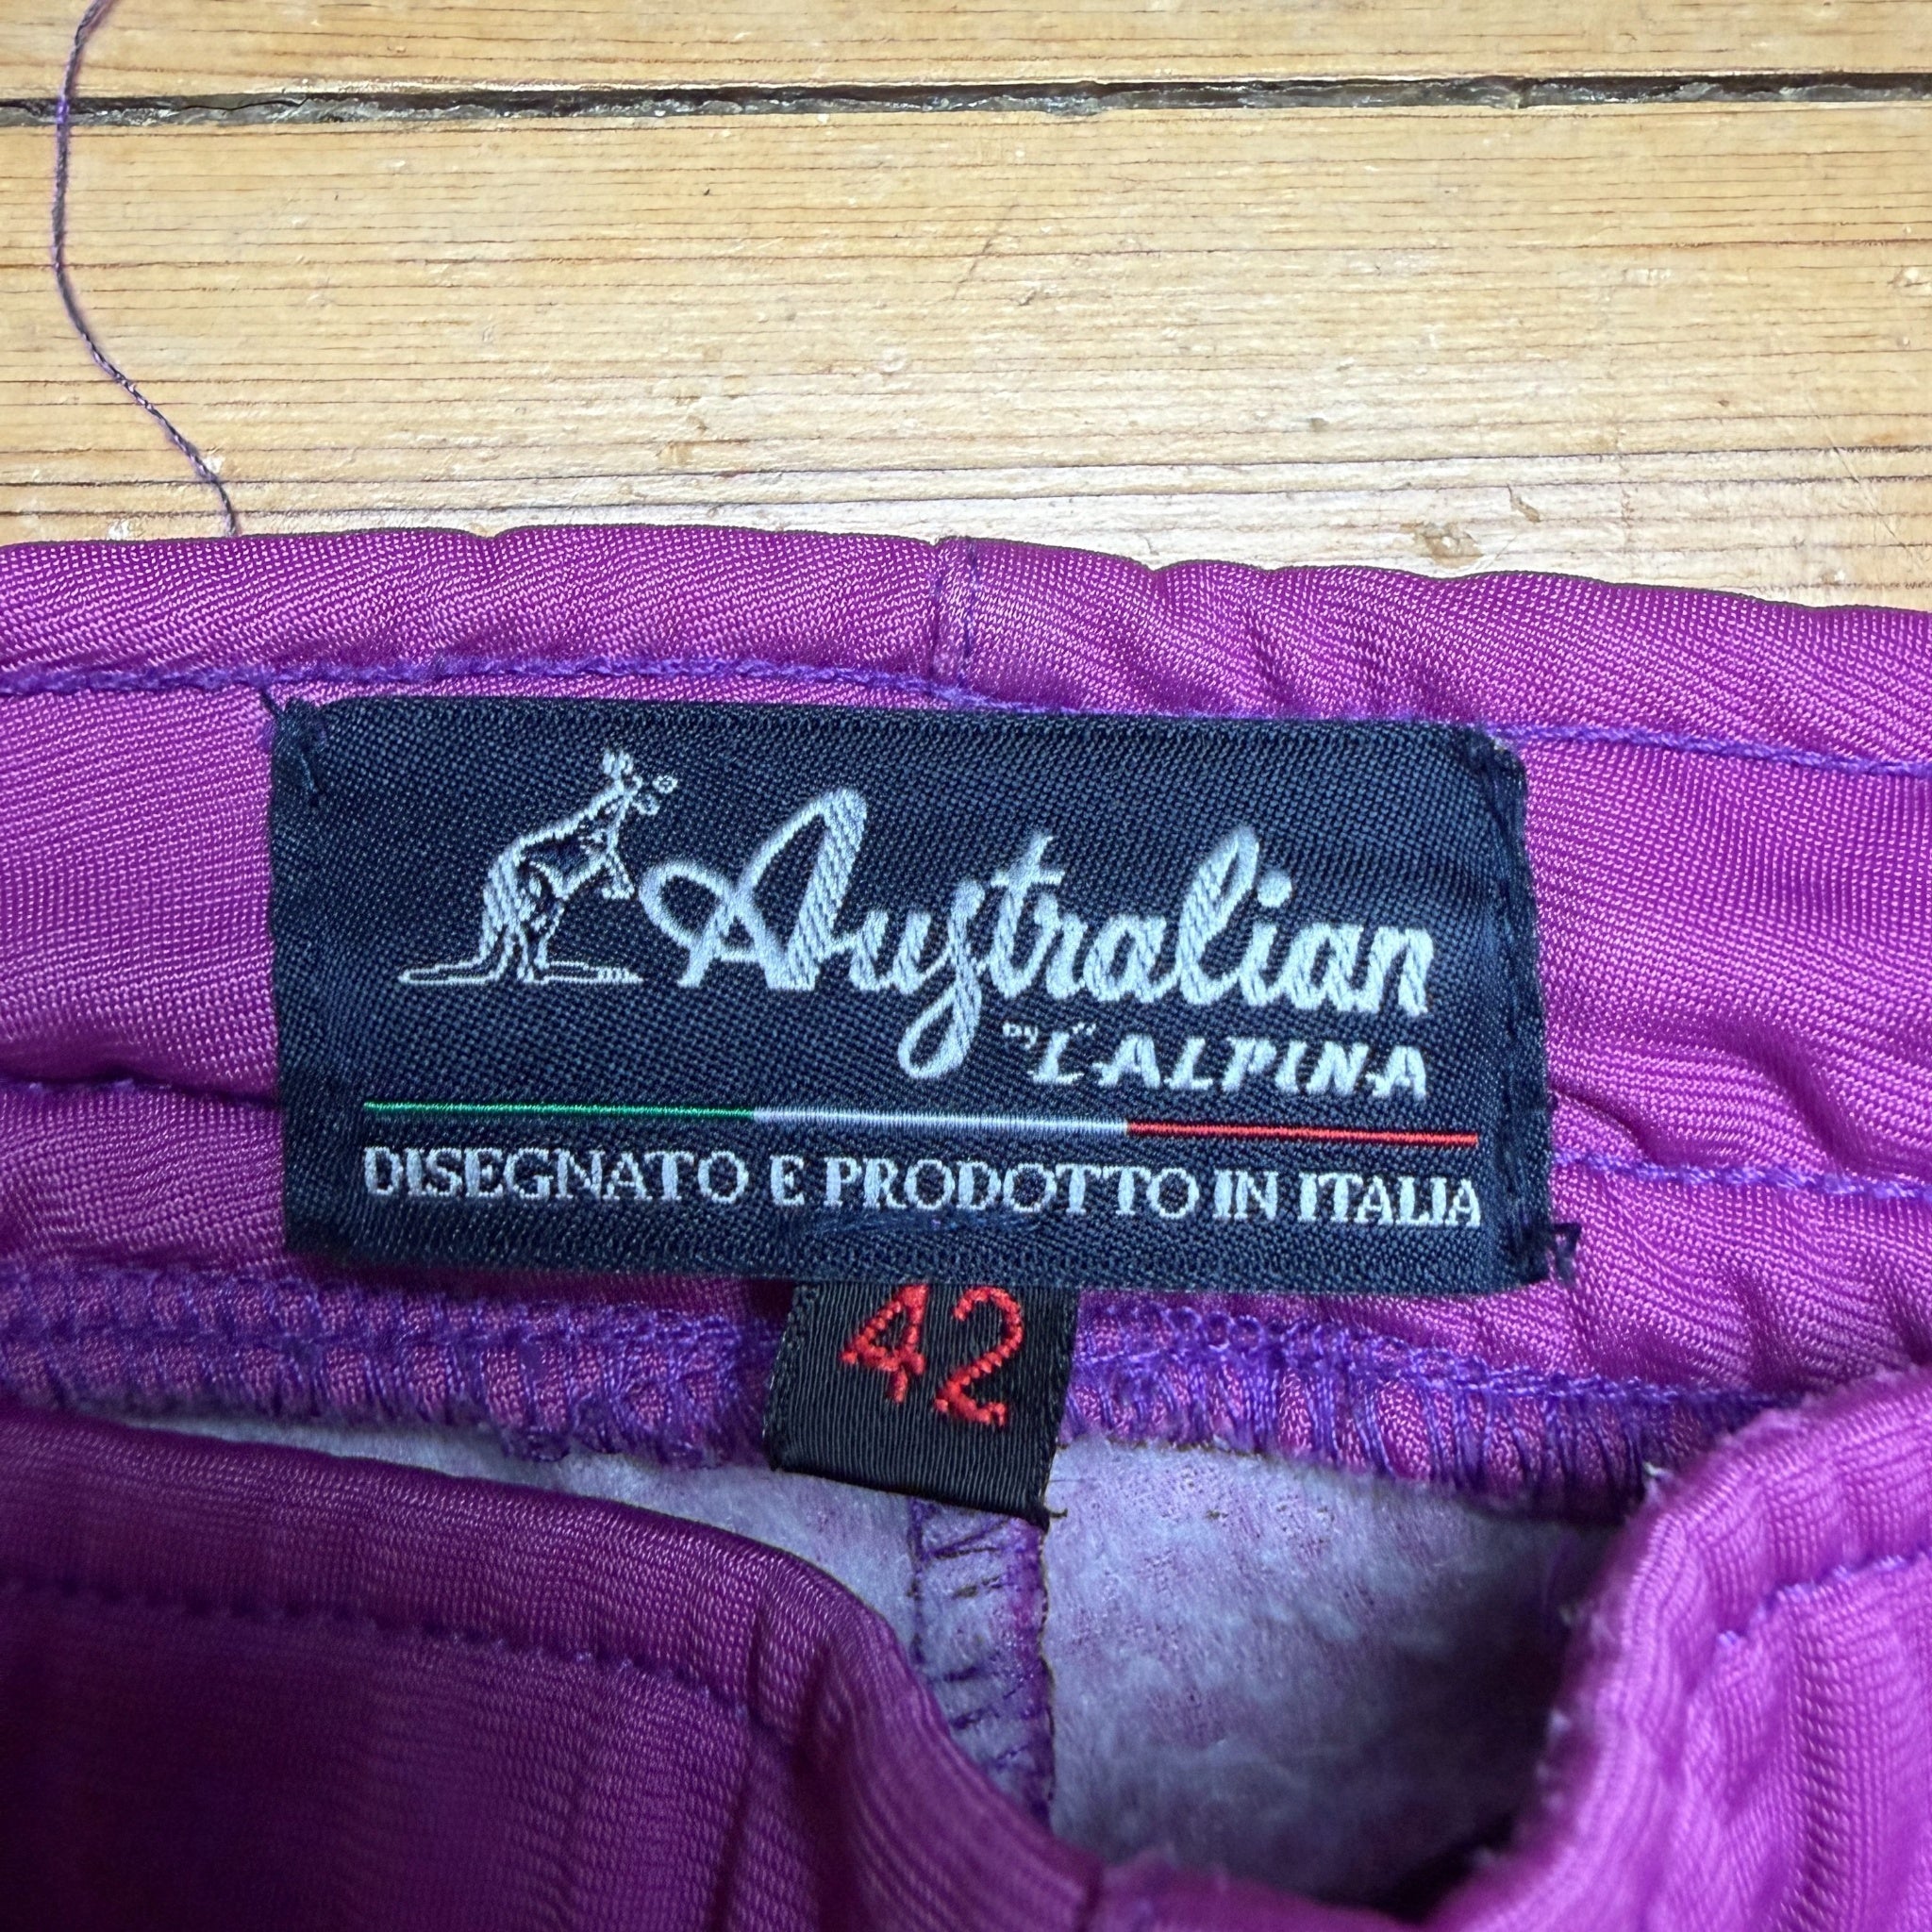 Australian
by L'ALPINA
DISEGNATO E PRODOTTO IN ITALIA
42